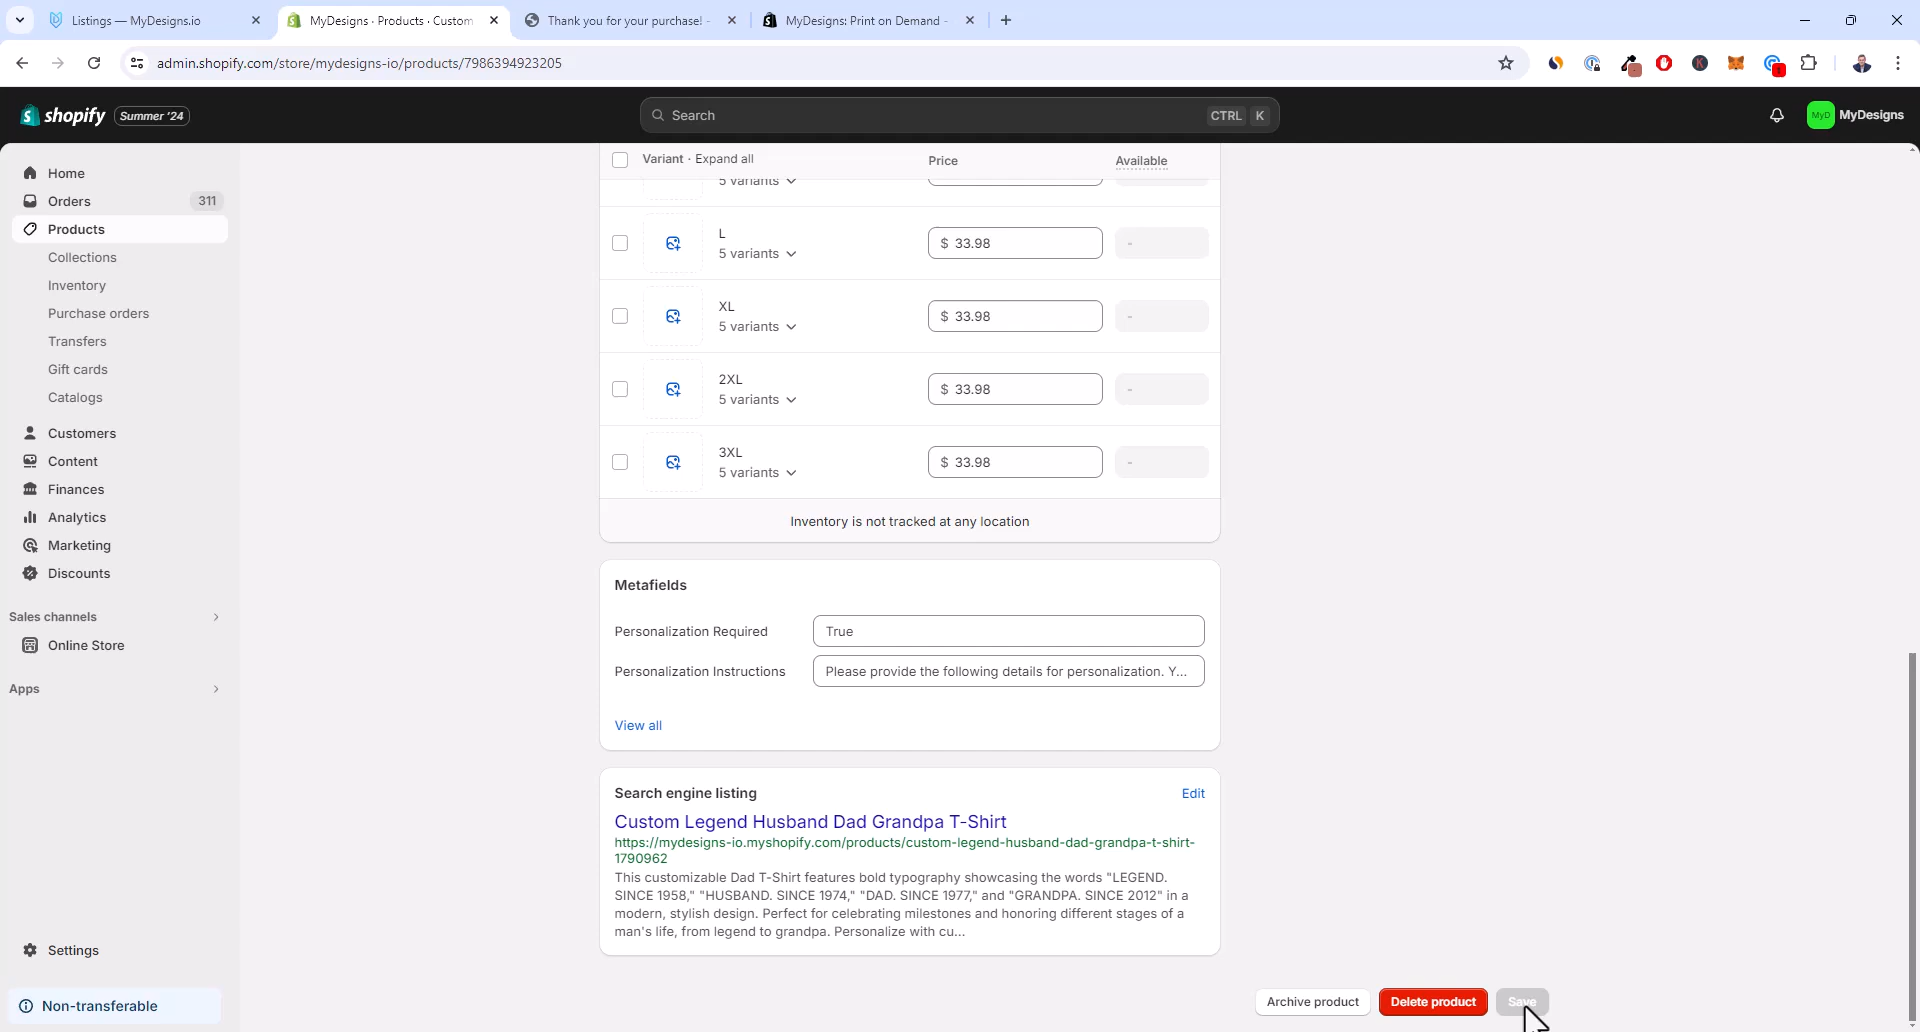 Listings — MyDesigns.io
MyDesigns · Products · Custom
Thank you for your purchase! -
MyDesigns: Print on Demand -
admin.shopify.com/store/mydesigns-io/products/7986394923205
shopify
Summer '24
Search
CTRL K
MyD
MyDesigns
Home
Orders
311
Products
Collections
Inventory
Purchase orders
Transfers
Gift cards
Catalogs
Customers
Content
Finances
Analytics
Marketing
Discounts
Sales channels
Online Store
Apps
Settings
Non-transferable
Variant · Expand all
Price
Available
5 variants
L
5 variants
$ 33.98
-
XL
5 variants
$ 33.98
-
2XL
5 variants
$ 33.98
-
3XL
5 variants
$ 33.98
-
Inventory is not tracked at any location
Metafields
Personalization Required
True
Personalization Instructions
Please provide the following details for personalization. Y...
View all
Search engine listing
Edit
Custom Legend Husband Dad Grandpa T-Shirt
https://mydesigns-io.myshopify.com/products/custom-legend-husband-dad-grandpa-t-shirt-
1790962
This customizable Dad T-Shirt features bold typography showcasing the words "LEGEND.
SINCE 1958," "HUSBAND. SINCE 1974," "DAD. SINCE 1977," and "GRANDPA. SINCE 2012" in a
modern, stylish design. Perfect for celebrating milestones and honoring different stages of a
man's life, from legend to grandpa. Personalize with cu...
Archive product
Delete product
Save